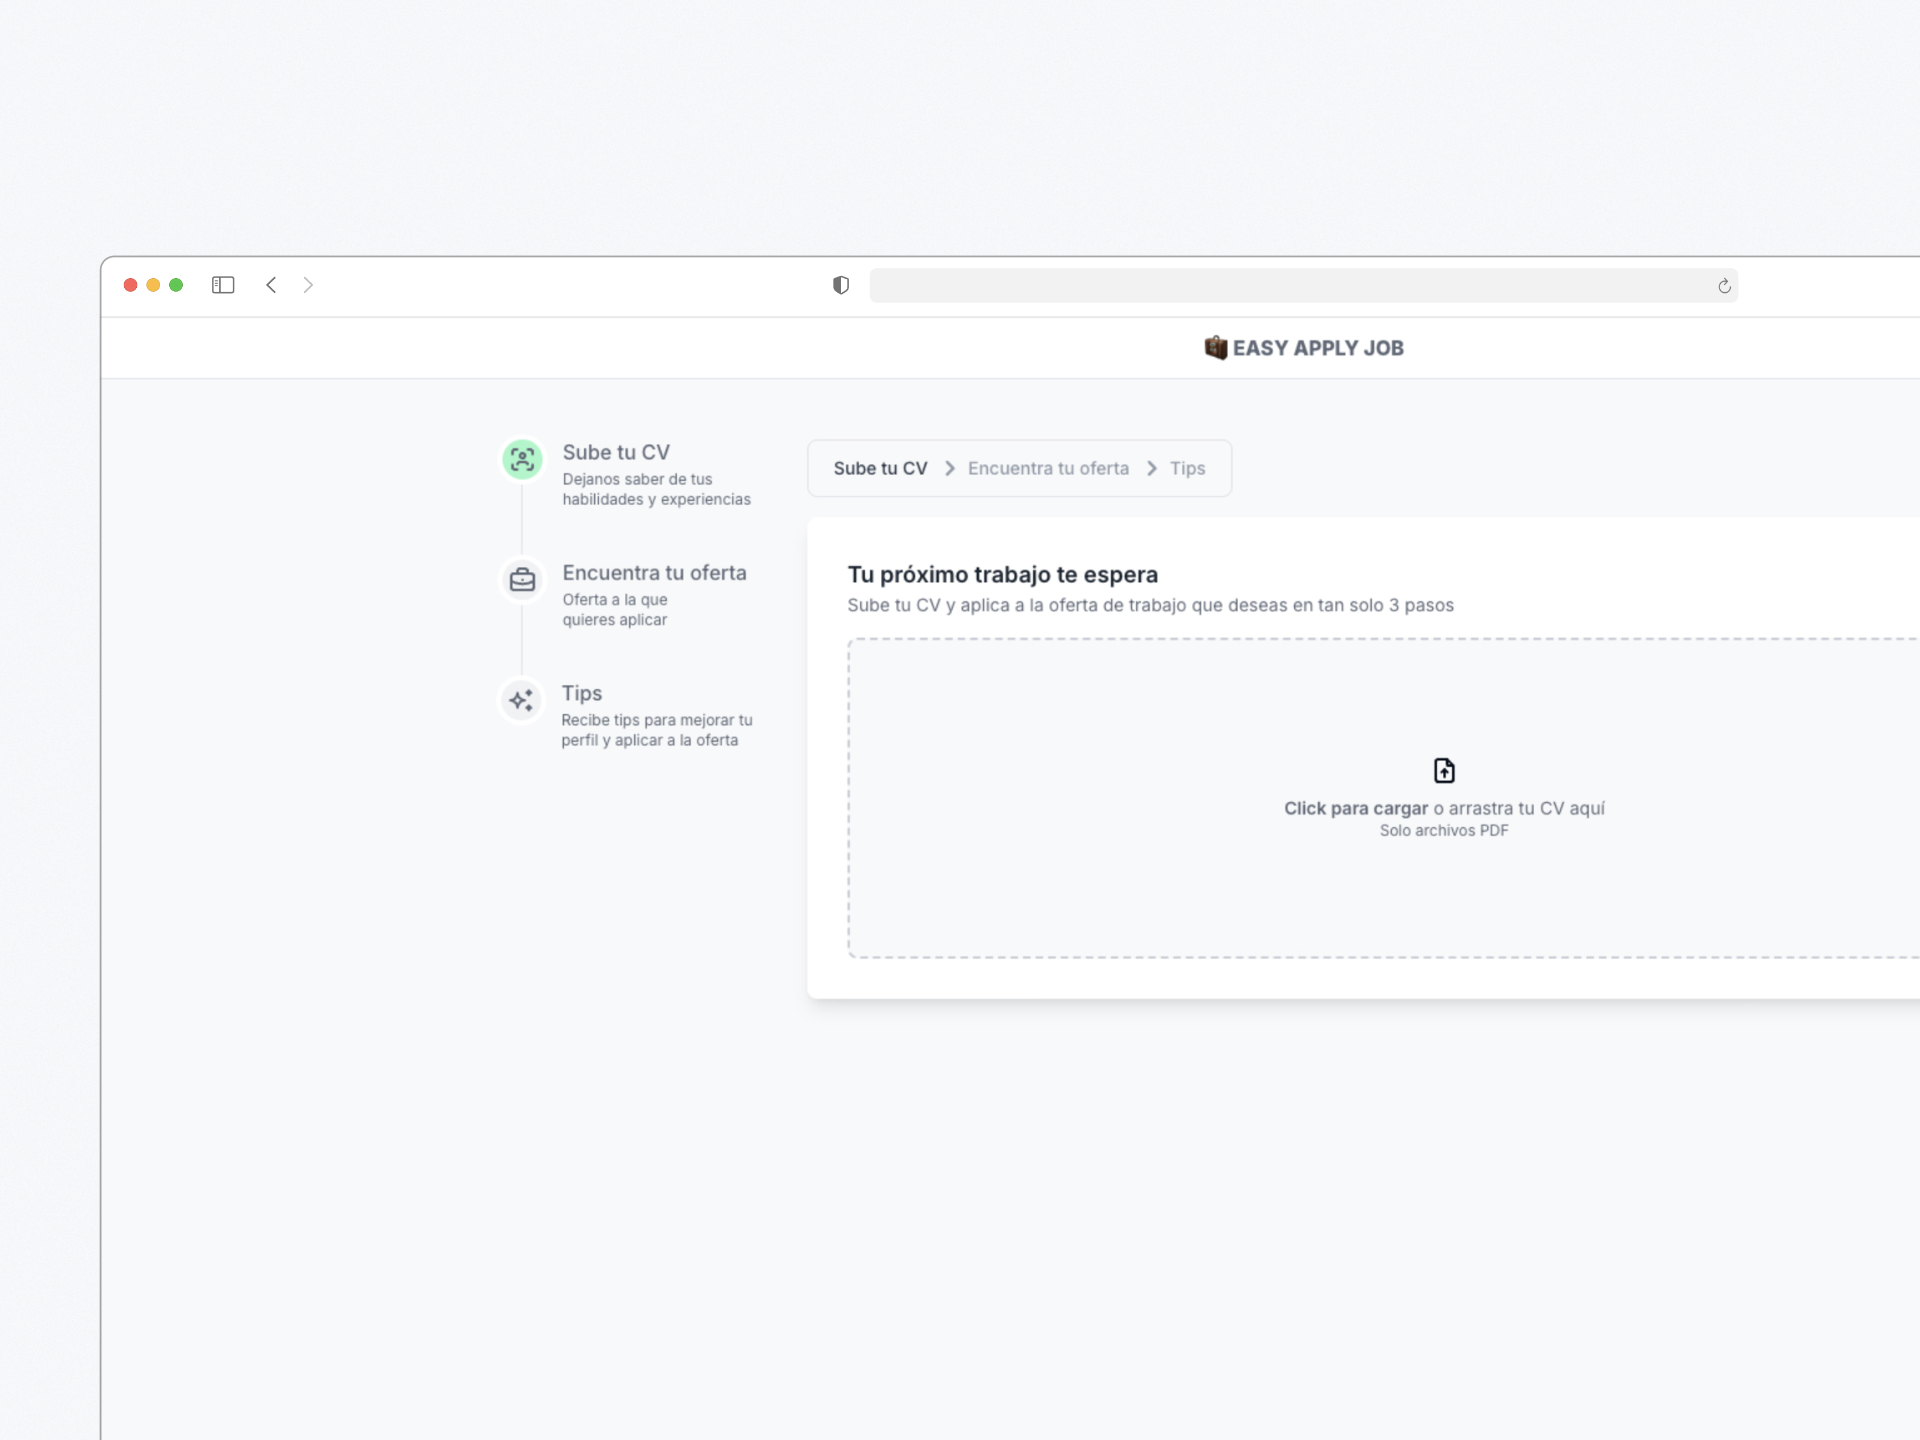 EASY APPLY JOB
Sube tu CV
Dejanos saber de tus
habilidades y experiencias
Encuentra tu oferta
Oferta a la que
quieres aplicar
Tips
Recibe tips para mejorar tu
perfil y aplicar a la oferta
Sube tu CV > Encuentra tu oferta > Tips
Tu próximo trabajo te espera
Sube tu CV y aplica a la oferta de trabajo que deseas en tan solo 3 pasos
Click para cargar o arrastra tu CV aquí
Solo archivos PDF